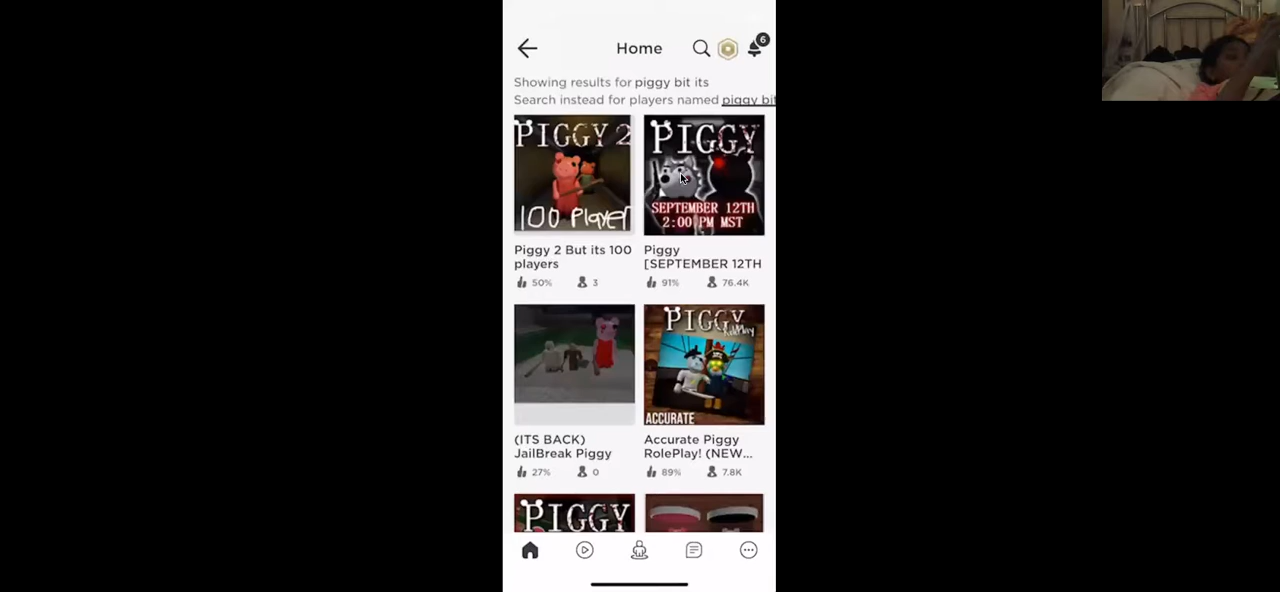 Home
6
Showing results for piggy bit its
Search instead for players named piggy bit
PIGGY 2
100 Player
Piggy 2 But its 100
players
50%
3
PIGGY
SEPTEMBER 12TH
2:00 PM MST
Piggy
[SEPTEMBER 12TH
91%
76.4K
(ITS BACK)
JailBreak Piggy
27%
0
PIGGY
RolePlay
ACCURATE
Accurate Piggy
RolePlay! (NEW...
89%
7.8K
PIGGY